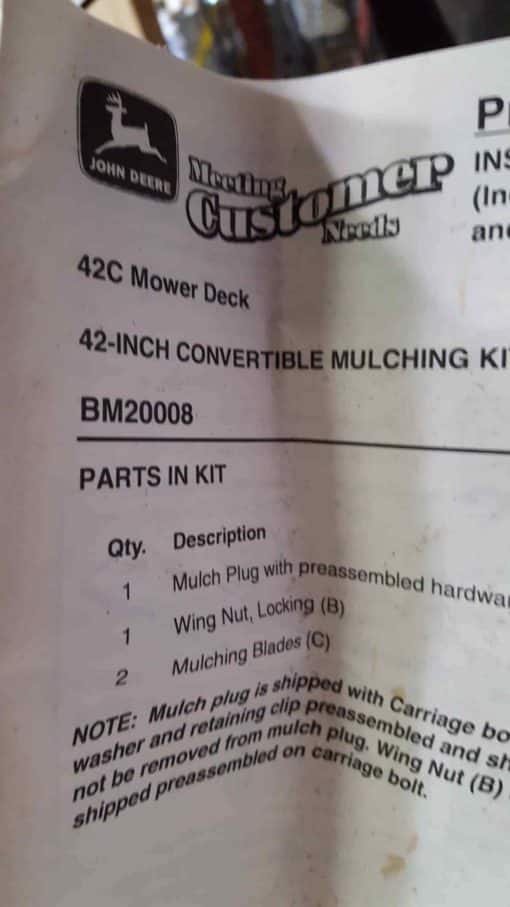 JOHN DEERE
Meeting
Customer
Needs
INS
(In
and
42C Mower Deck
42-INCH CONVERTIBLE MULCHING KI
BM20008
PARTS IN KIT
Qty. Description
1 Mulch Plug with preassembled hardwa
1 Wing Nut, Locking (B)
2 Mulching Blades (C)
NOTE: Mulch plug is shipped with Carriage bo
washer and retaining clip preassembled and sh
not be removed from mulch plug. Wing Nut (B)
shipped preassembled on carriage bolt.